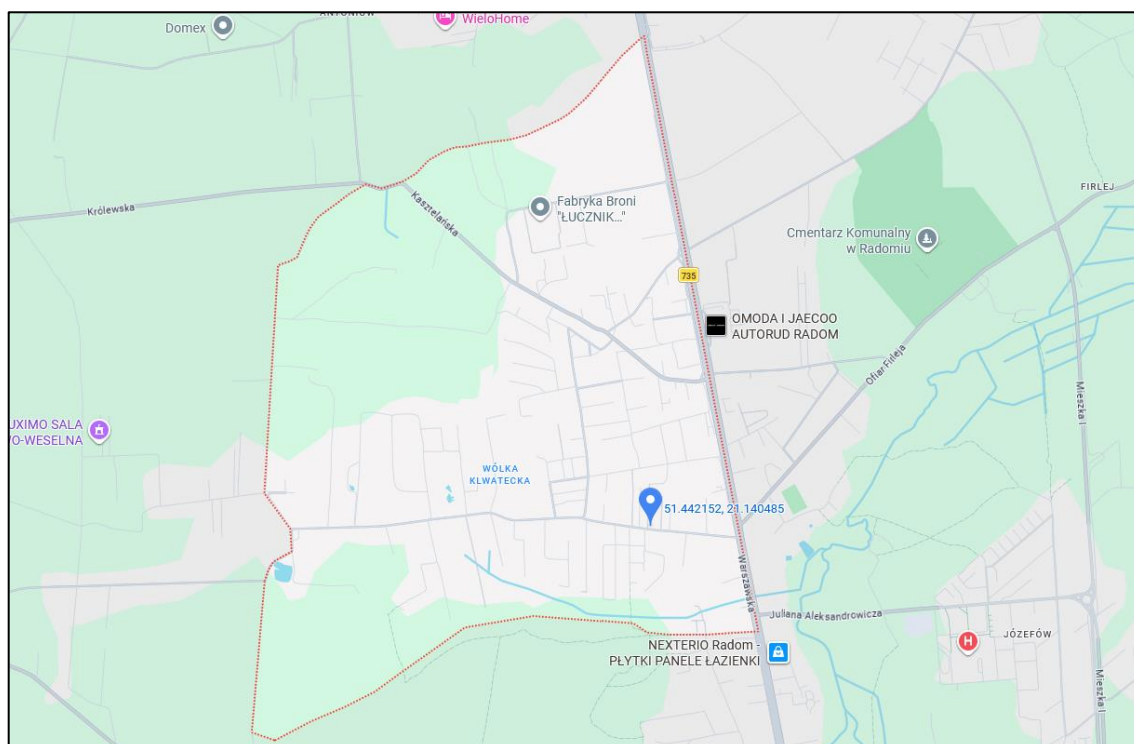 ANTONIÓW
WieloHome
Domex
Królewska
Kasztelańska
Fabryka Broni
"ŁUCZNIK..."
FIRLEJ
Cmentarz Komunalny
w Radomiu
735
OMODA I JAECOO
AUTORUD RADOM
Ofiar Firleja
Mieszka I
UXIMO SALA
O-WESELNA
WÓLKA
KLWATECKA
51.442152, 21.140485
Warszawska
Juliana Aleksandrowicza
H
JÓZEFÓW
NEXTERIO Radom -
PŁYTKI PANELE ŁAZIENKI
Mieszka I